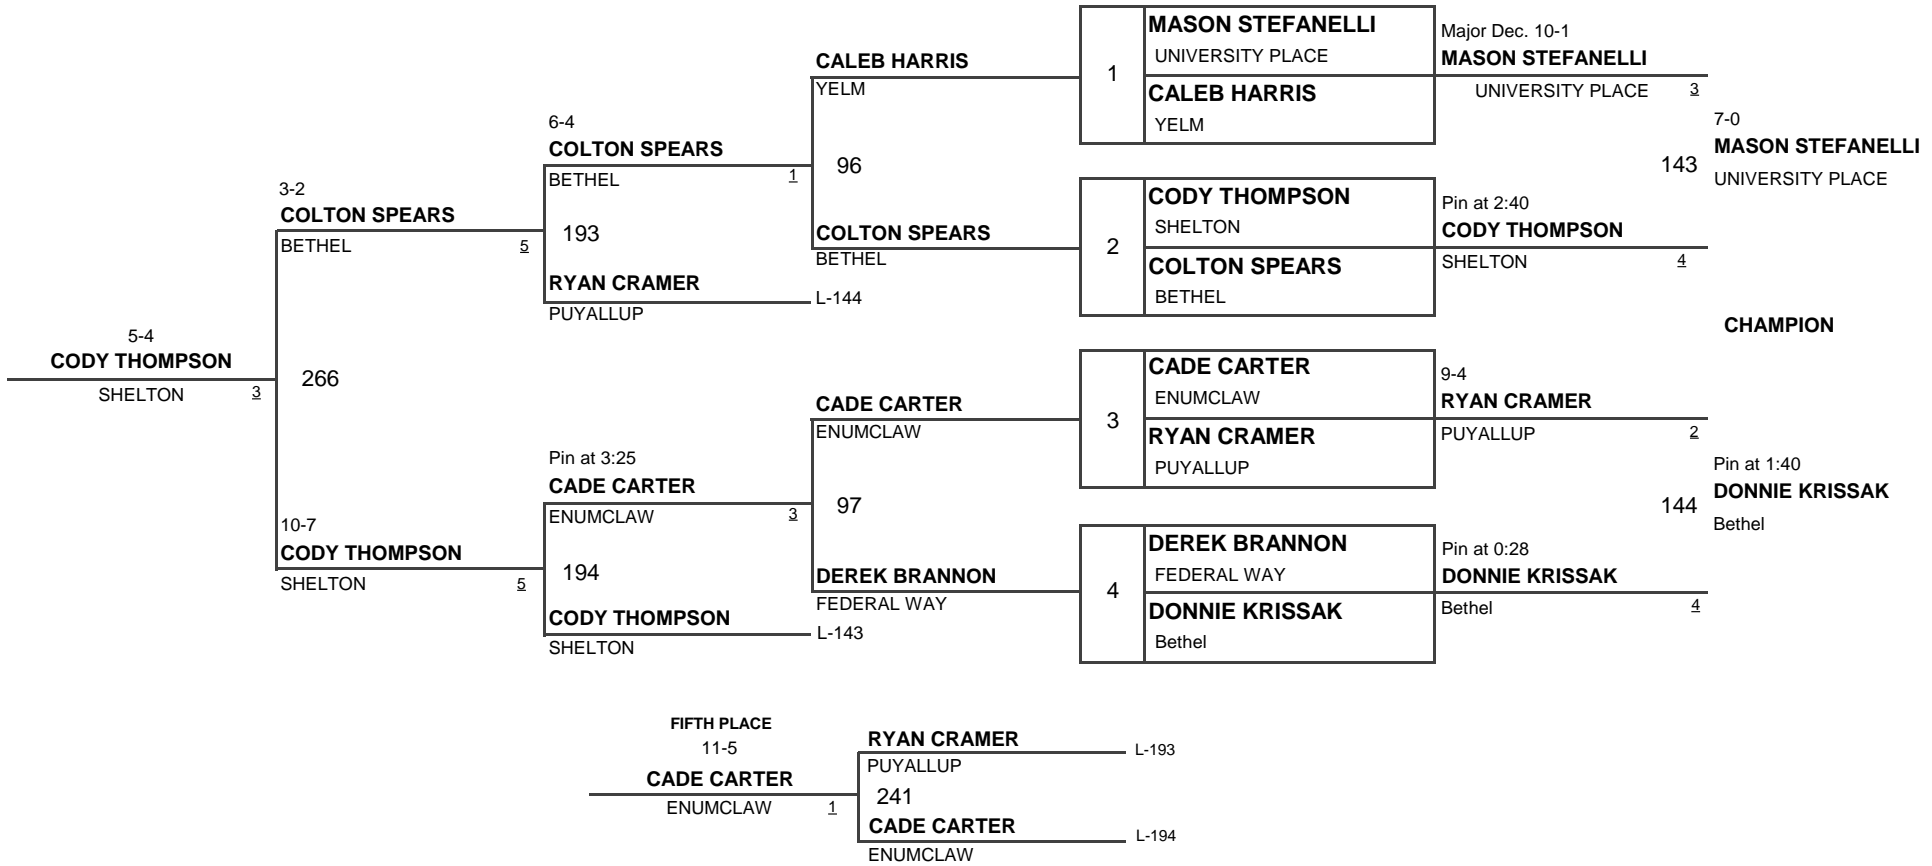 MASON STEFANELLI
UNIVERSITY PLACE
1
CALEB HARRIS
YELM
Major Dec. 10-1
MASON STEFANELLI
UNIVERSITY PLACE 3
CALEB HARRIS
YELM
7-0
MASON STEFANELLI
143
UNIVERSITY PLACE
6-4
COLTON SPEARS
BETHEL 1
96
CODY THOMPSON
SHELTON
2
COLTON SPEARS
BETHEL
Pin at 2:40
CODY THOMPSON
SHELTON 4
3-2
COLTON SPEARS
BETHEL 5
193
COLTON SPEARS
BETHEL
RYAN CRAMER
L-144
PUYALLUP
CHAMPION
5-4
CODY THOMPSON
SHELTON 3
266
CADE CARTER
ENUMCLAW
3
RYAN CRAMER
PUYALLUP
9-4
RYAN CRAMER
PUYALLUP 2
CADE CARTER
ENUMCLAW
Pin at 3:25
CADE CARTER
ENUMCLAW 3
97
Pin at 1:40
DONNIE KRISSAK
144
Bethel
10-7
CODY THOMPSON
SHELTON 5
194
DEREK BRANNON
FEDERAL WAY
4
DONNIE KRISSAK
Bethel
Pin at 0:28
DONNIE KRISSAK
Bethel 4
DEREK BRANNON
FEDERAL WAY
CODY THOMPSON
L-143
SHELTON
FIFTH PLACE
11-5
CADE CARTER
ENUMCLAW 1
RYAN CRAMER
L-193
PUYALLUP
241
CADE CARTER
L-194
ENUMCLAW